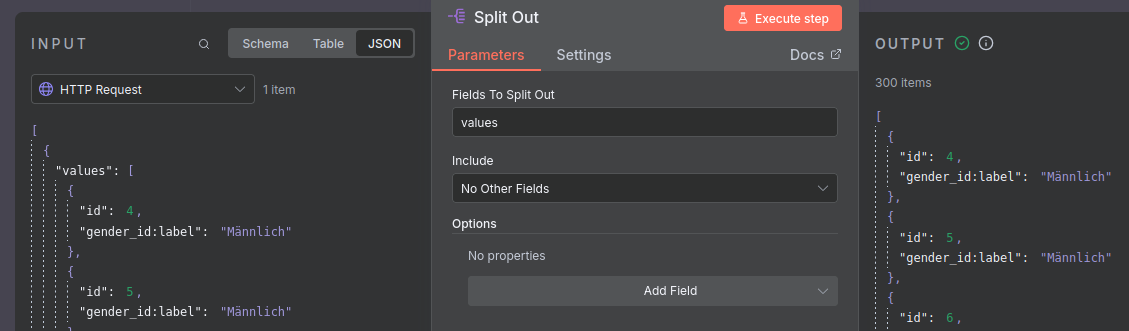 INPUT
Schema
Table
JSON
HTTP Request
1 item
[
{
"values": [
{
"id": 4,
"gender_id:label": "Männlich"
},
{
"id": 5,
"gender_id:label": "Männlich"
Split Out
Execute step
Parameters
Settings
Docs
Fields To Split Out
values
Include
No Other Fields
Options
No properties
Add Field
OUTPUT
300 items
[
{
"id": 4,
"gender_id:label": "Männlich"
},
{
"id": 5,
"gender_id:label": "Männlich"
},
{
"id": 6,